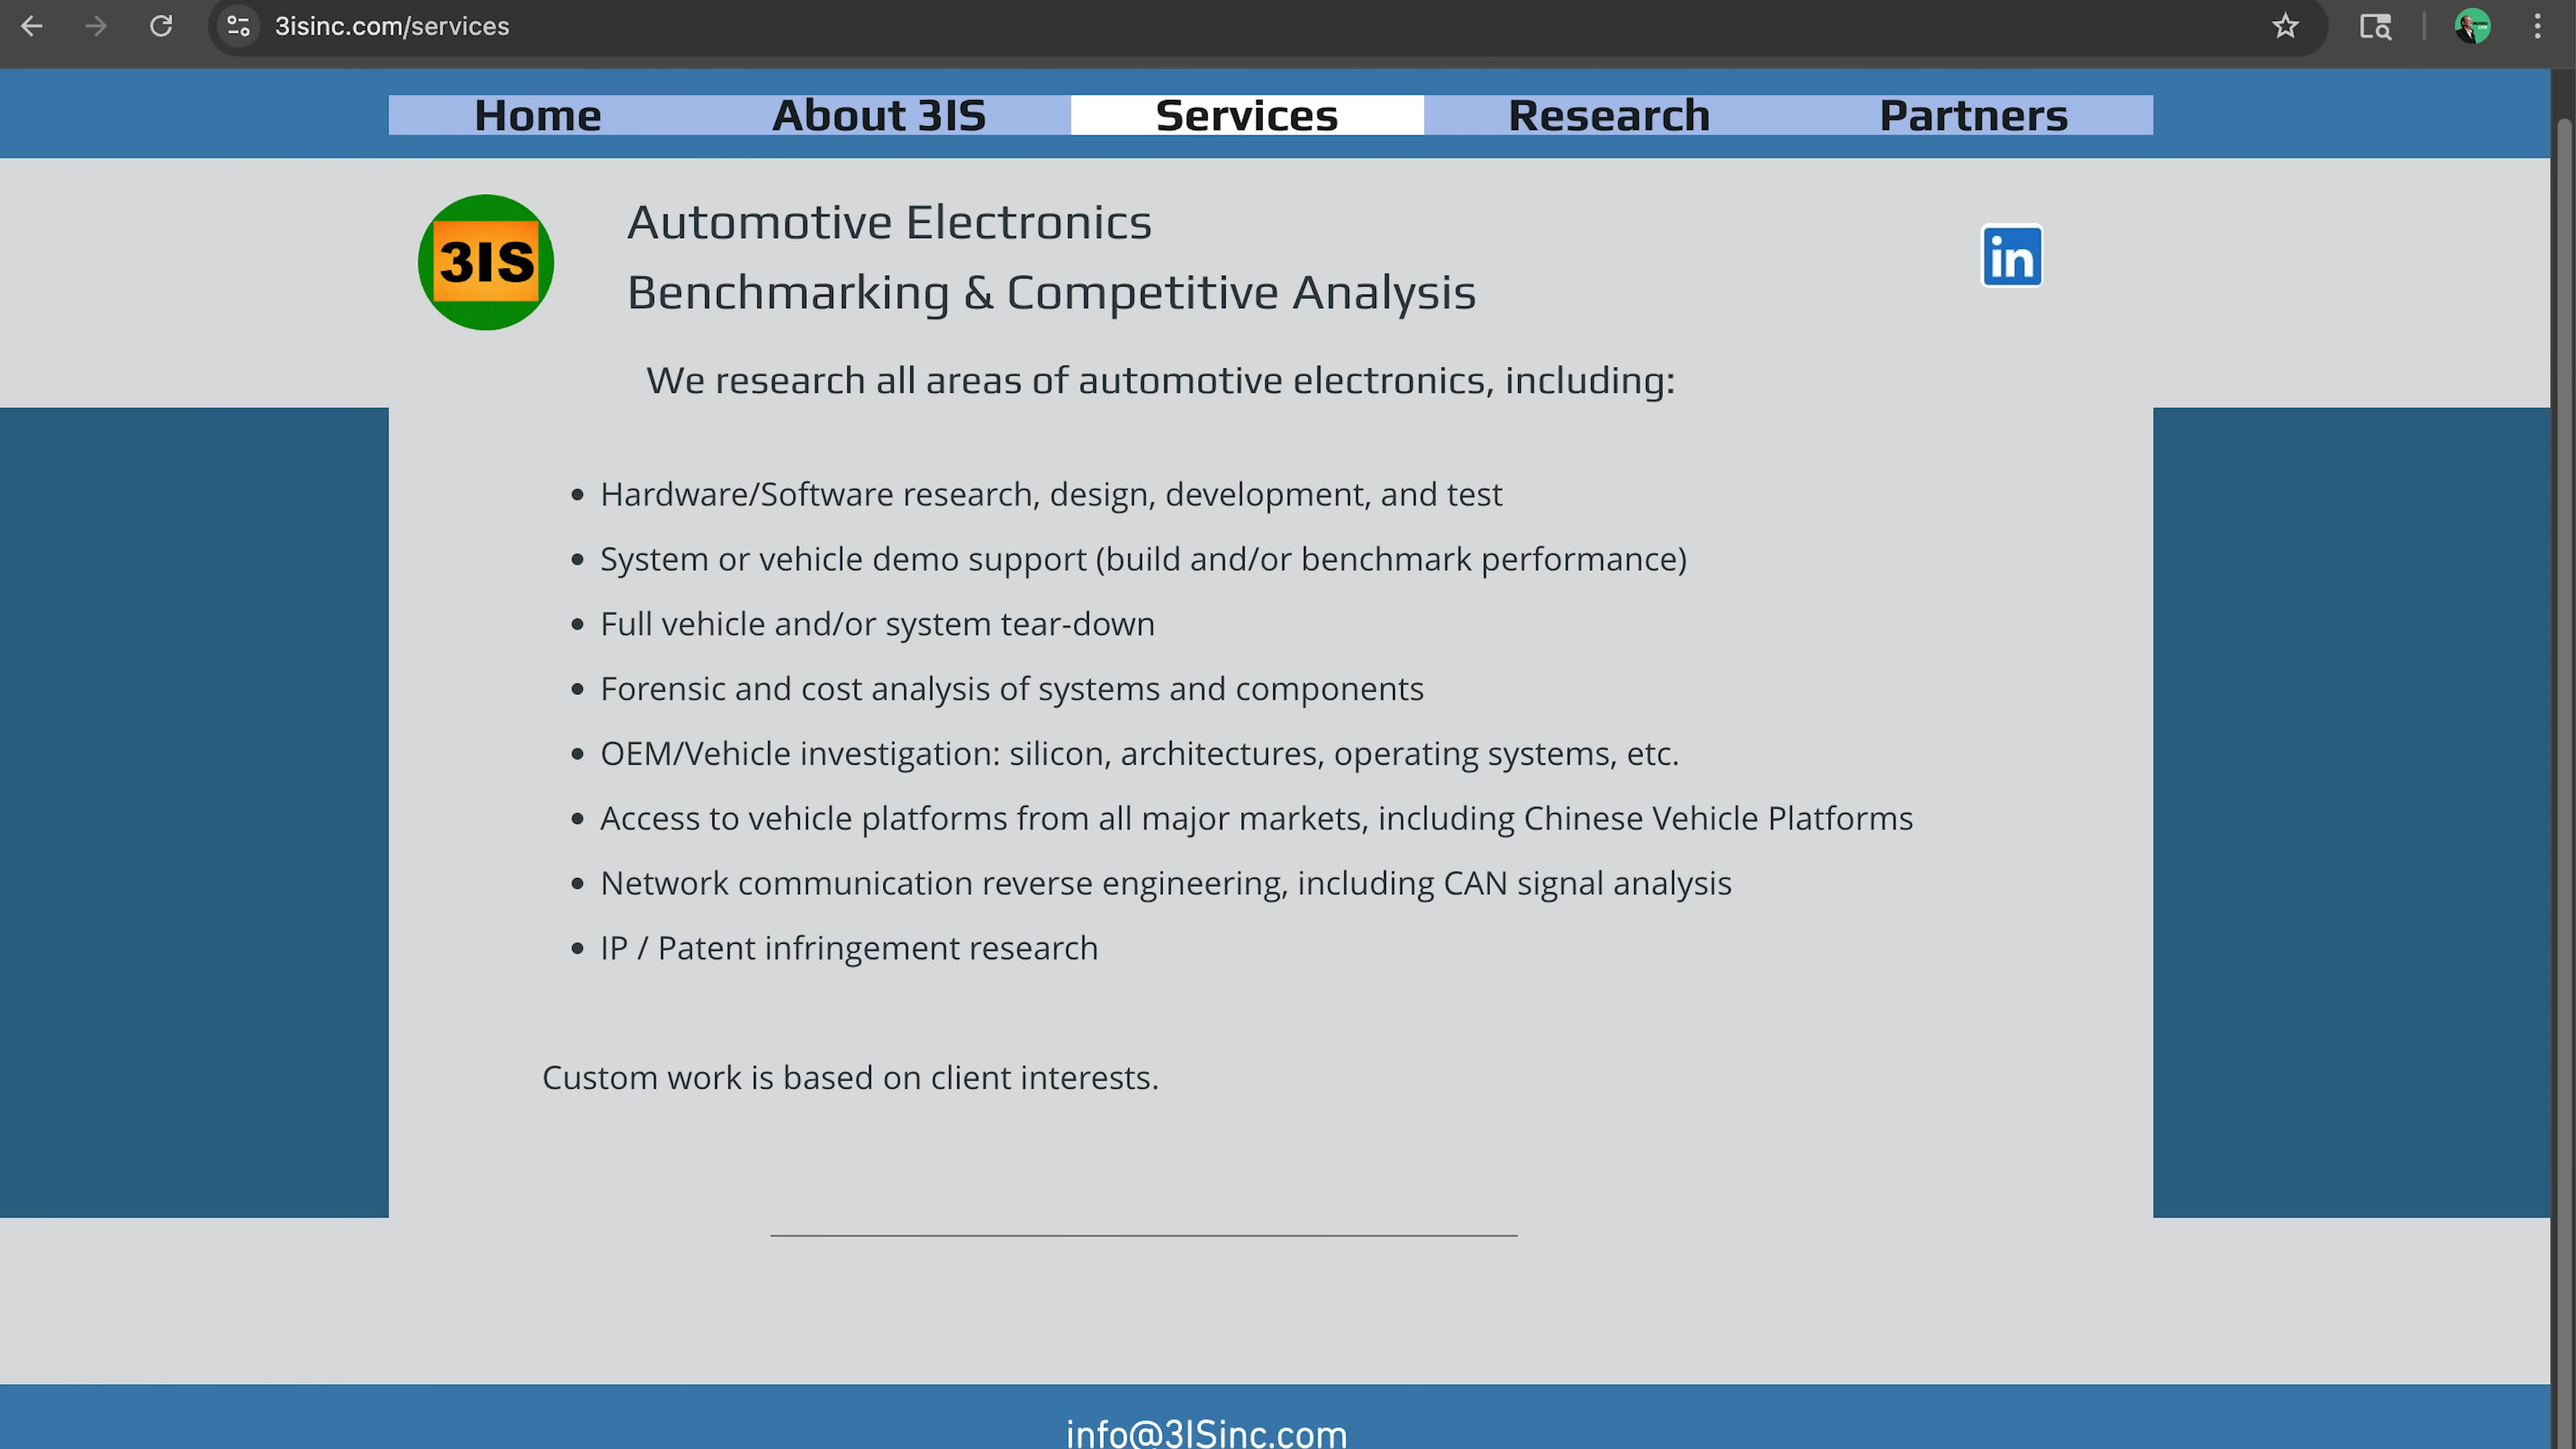 3isinc.com/services
Home About 3IS Services Research Partners
3IS
Automotive Electronics
Benchmarking & Competitive Analysis
in
We research all areas of automotive electronics, including:
• Hardware/Software research, design, development, and test
• System or vehicle demo support (build and/or benchmark performance)
• Full vehicle and/or system tear-down
• Forensic and cost analysis of systems and components
• OEM/Vehicle investigation: silicon, architectures, operating systems, etc.
• Access to vehicle platforms from all major markets, including Chinese Vehicle Platforms
• Network communication reverse engineering, including CAN signal analysis
• IP / Patent infringement research
Custom work is based on client interests.
info@3ISinc.com